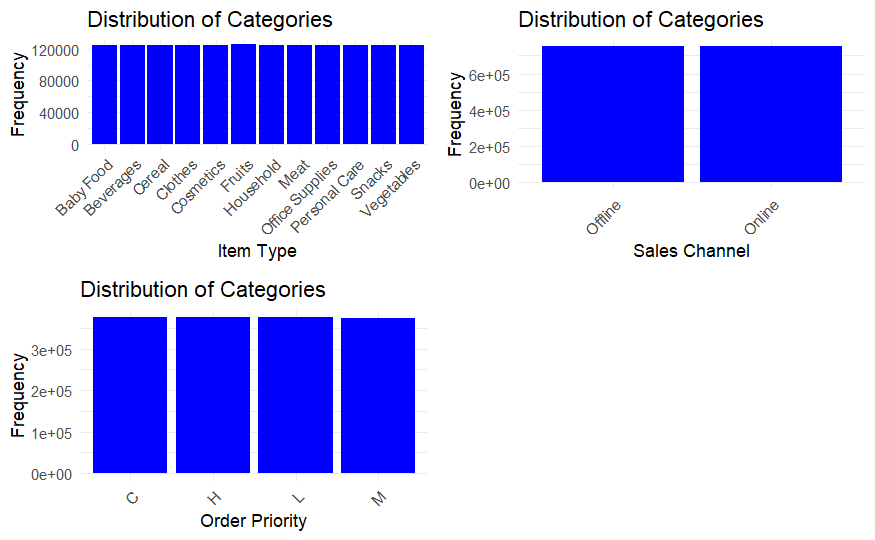 Distribution of Categories
Frequency
120000
80000
40000
0
Baby Food
Beverages
Cereal
Clothes
Cosmetics
Fruits
Household
Meat
Office Supplies
Personal Care
Snacks
Vegetables
Item Type
Distribution of Categories
Frequency
6e+05
4e+05
2e+05
0e+00
Offline
Online
Sales Channel
Distribution of Categories
Frequency
3e+05
2e+05
1e+05
0e+00
C
H
L
M
Order Priority